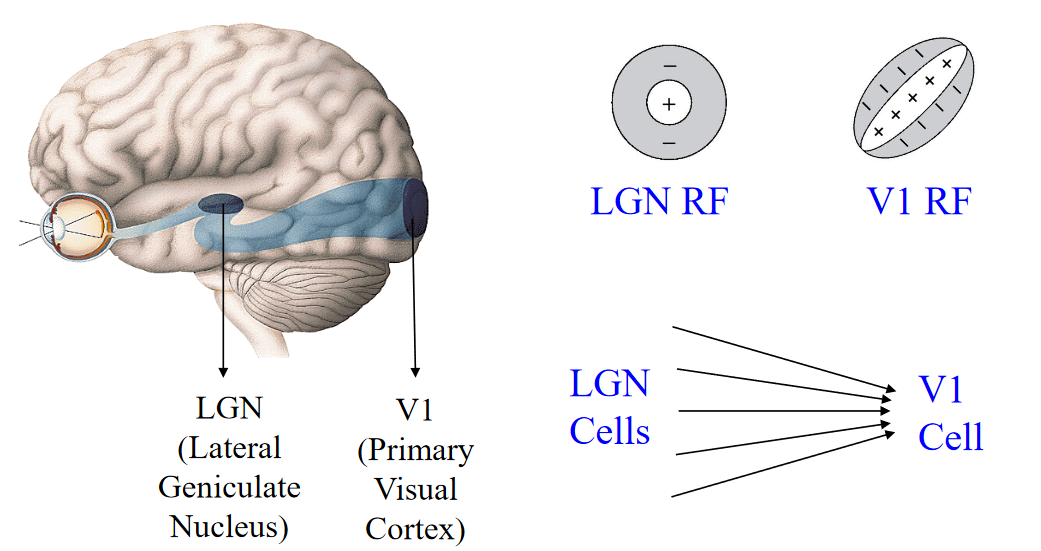 LGN RF
V1 RF
LGN
(Lateral
Geniculate
Nucleus)
V1
(Primary
Visual
Cortex)
LGN
Cells
V1
Cell